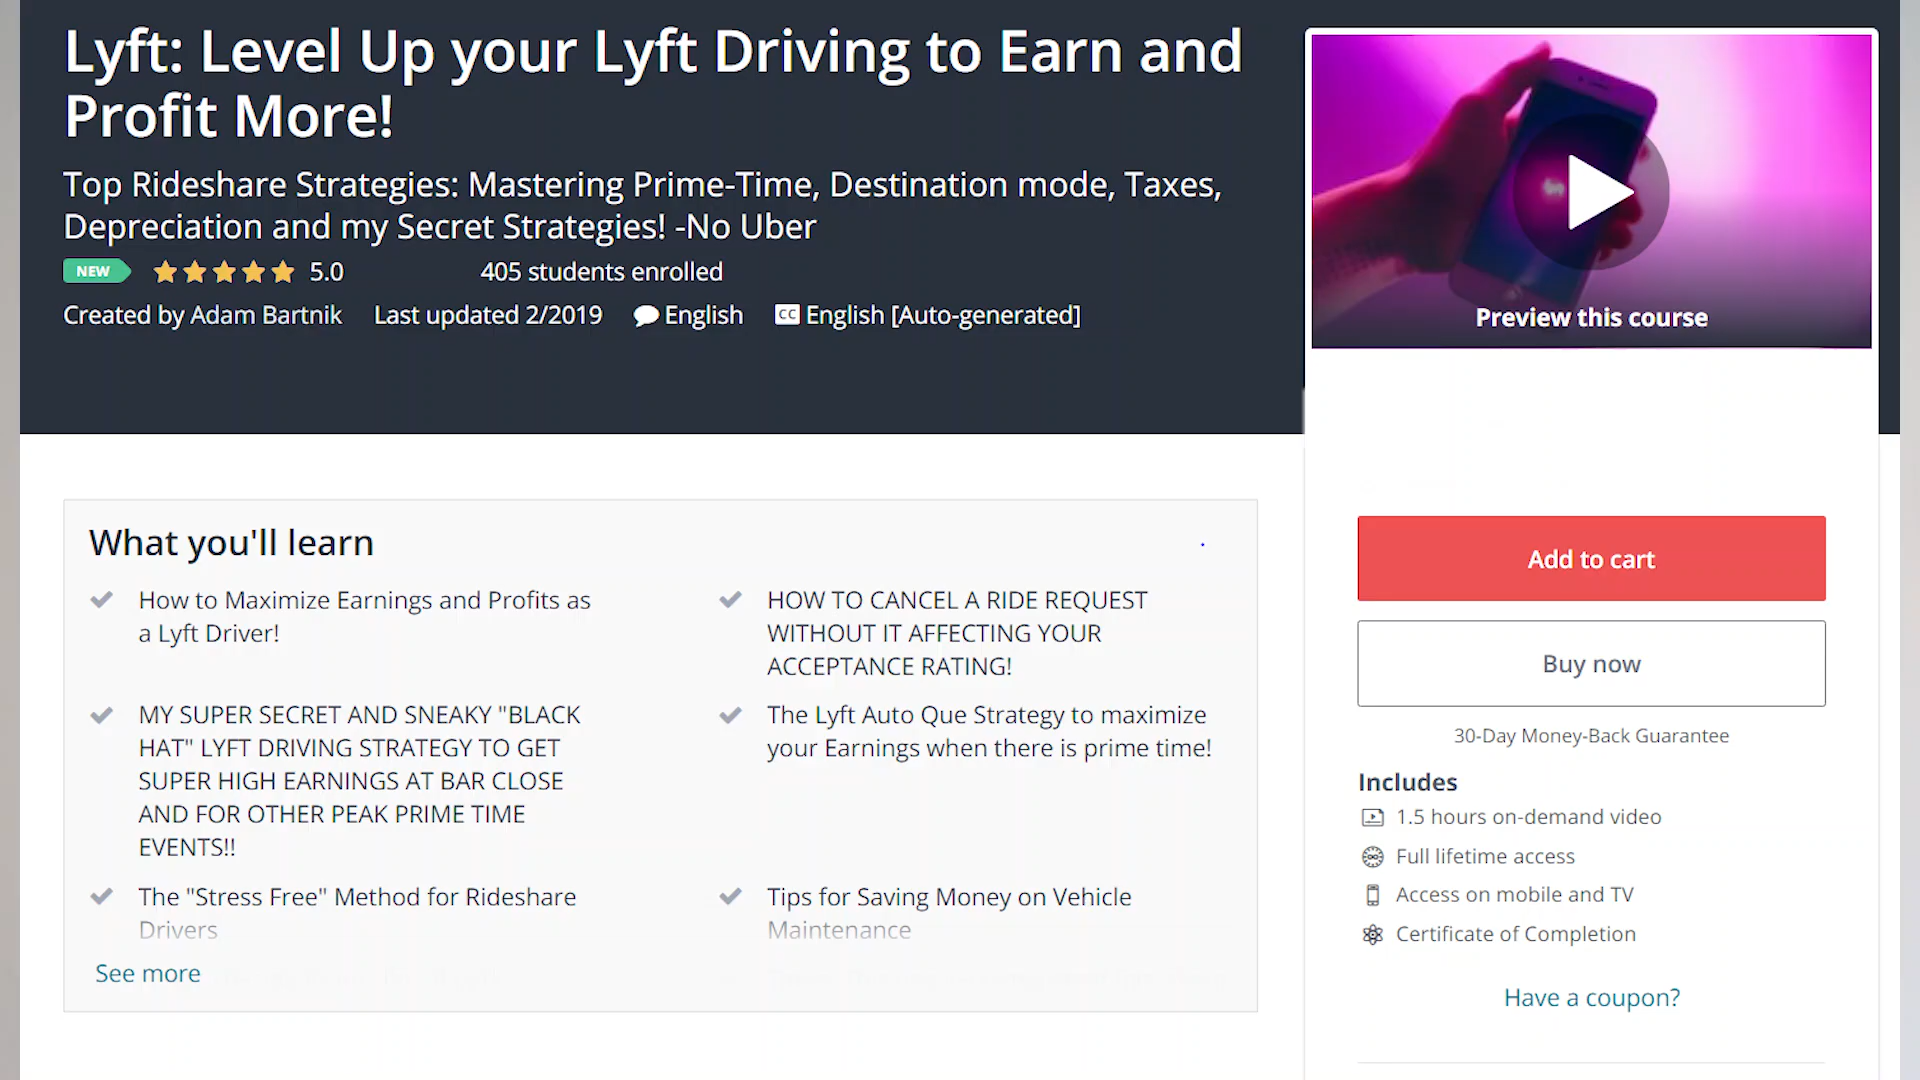 Lyft: Level Up your Lyft Driving to Earn and
Profit More!
Top Rideshare Strategies: Mastering Prime-Time, Destination mode, Taxes,
Depreciation and my Secret Strategies! -No Uber
NEW 5.0 405 students enrolled
Created by Adam Bartnik Last updated 2/2019 English CC English [Auto-generated]
Preview this course
What you'll learn
How to Maximize Earnings and Profits as
a Lyft Driver!
HOW TO CANCEL A RIDE REQUEST
WITHOUT IT AFFECTING YOUR
ACCEPTANCE RATING!
MY SUPER SECRET AND SNEAKY "BLACK
HAT" LYFT DRIVING STRATEGY TO GET
SUPER HIGH EARNINGS AT BAR CLOSE
AND FOR OTHER PEAK PRIME TIME
EVENTS!!
The Lyft Auto Que Strategy to maximize
your Earnings when there is prime time!
The "Stress Free" Method for Rideshare
Drivers
Tips for Saving Money on Vehicle
Maintenance
See more
Add to cart
Buy now
30-Day Money-Back Guarantee
Includes
1.5 hours on-demand video
Full lifetime access
Access on mobile and TV
Certificate of Completion
Have a coupon?